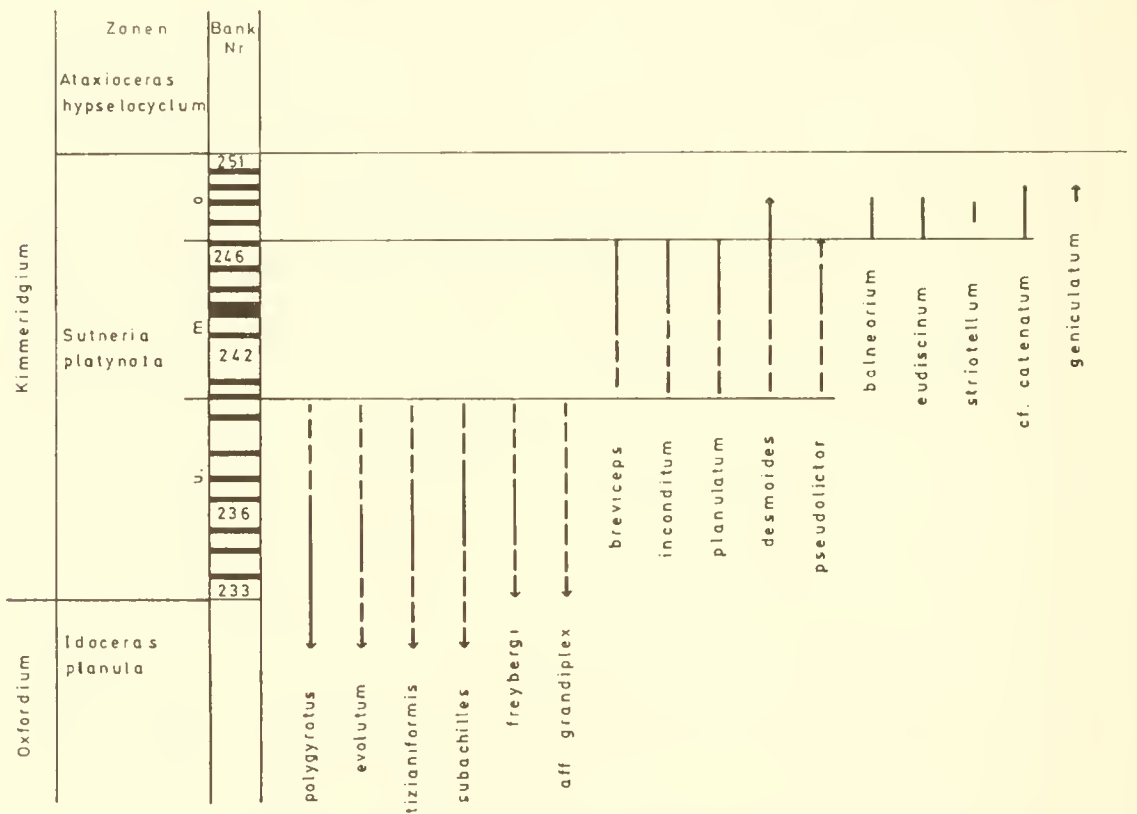 Zonen
Bank
Nr
Ataxioceras
hypselocyclum
251
o
246
Kimmeridgium
Sutneria
platynota
m
242
u.
236
233
Oxfordium
Idoceras
planula
polygyratus
evolutum
tizianiformis
subachilles
freybergi
aff grandiplex
breviceps
inconditum
planulatum
desmoides
pseudolictor
balnearium
eudiscinum
striatellum
cf. catenatum
geniculatum